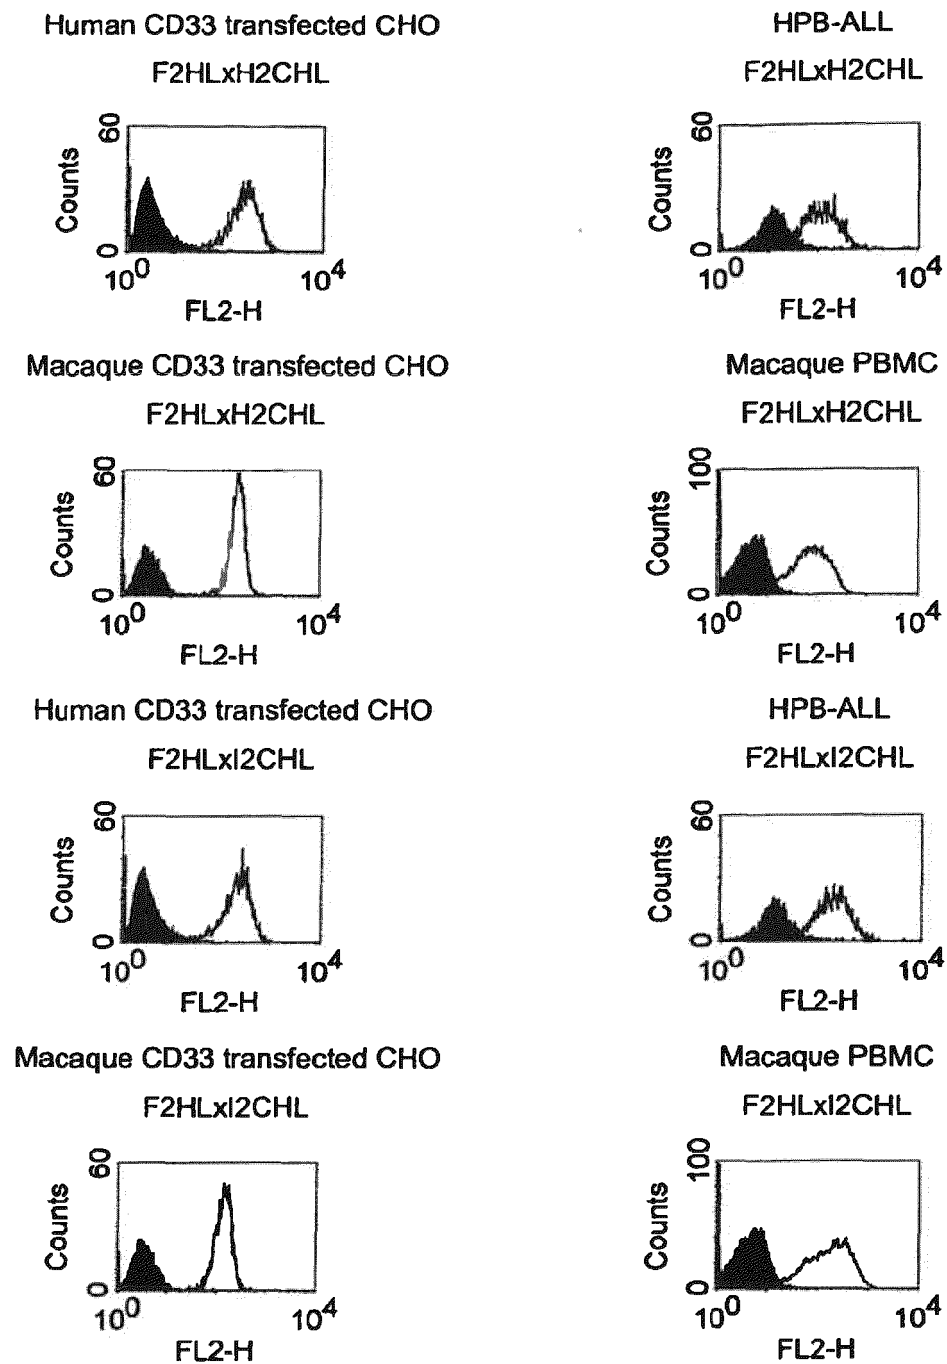 Human CD33 transfected CHO
F2HLxH2CHL
60
Counts
0
10^0
10^4
FL2-H
HPB-ALL
F2HLxH2CHL
60
Counts
0
10^0
10^4
FL2-H
Macaque CD33 transfected CHO
F2HLxH2CHL
60
Counts
0
10^0
10^4
FL2-H
Macaque PBMC
F2HLxH2CHL
100
Counts
0
10^0
10^4
FL2-H
Human CD33 transfected CHO
F2HLxI2CHL
60
Counts
0
10^0
10^4
FL2-H
HPB-ALL
F2HLxI2CHL
60
Counts
0
10^0
10^4
FL2-H
Macaque CD33 transfected CHO
F2HLxI2CHL
60
Counts
0
10^0
10^4
FL2-H
Macaque PBMC
F2HLxI2CHL
100
Counts
0
10^0
10^4
FL2-H